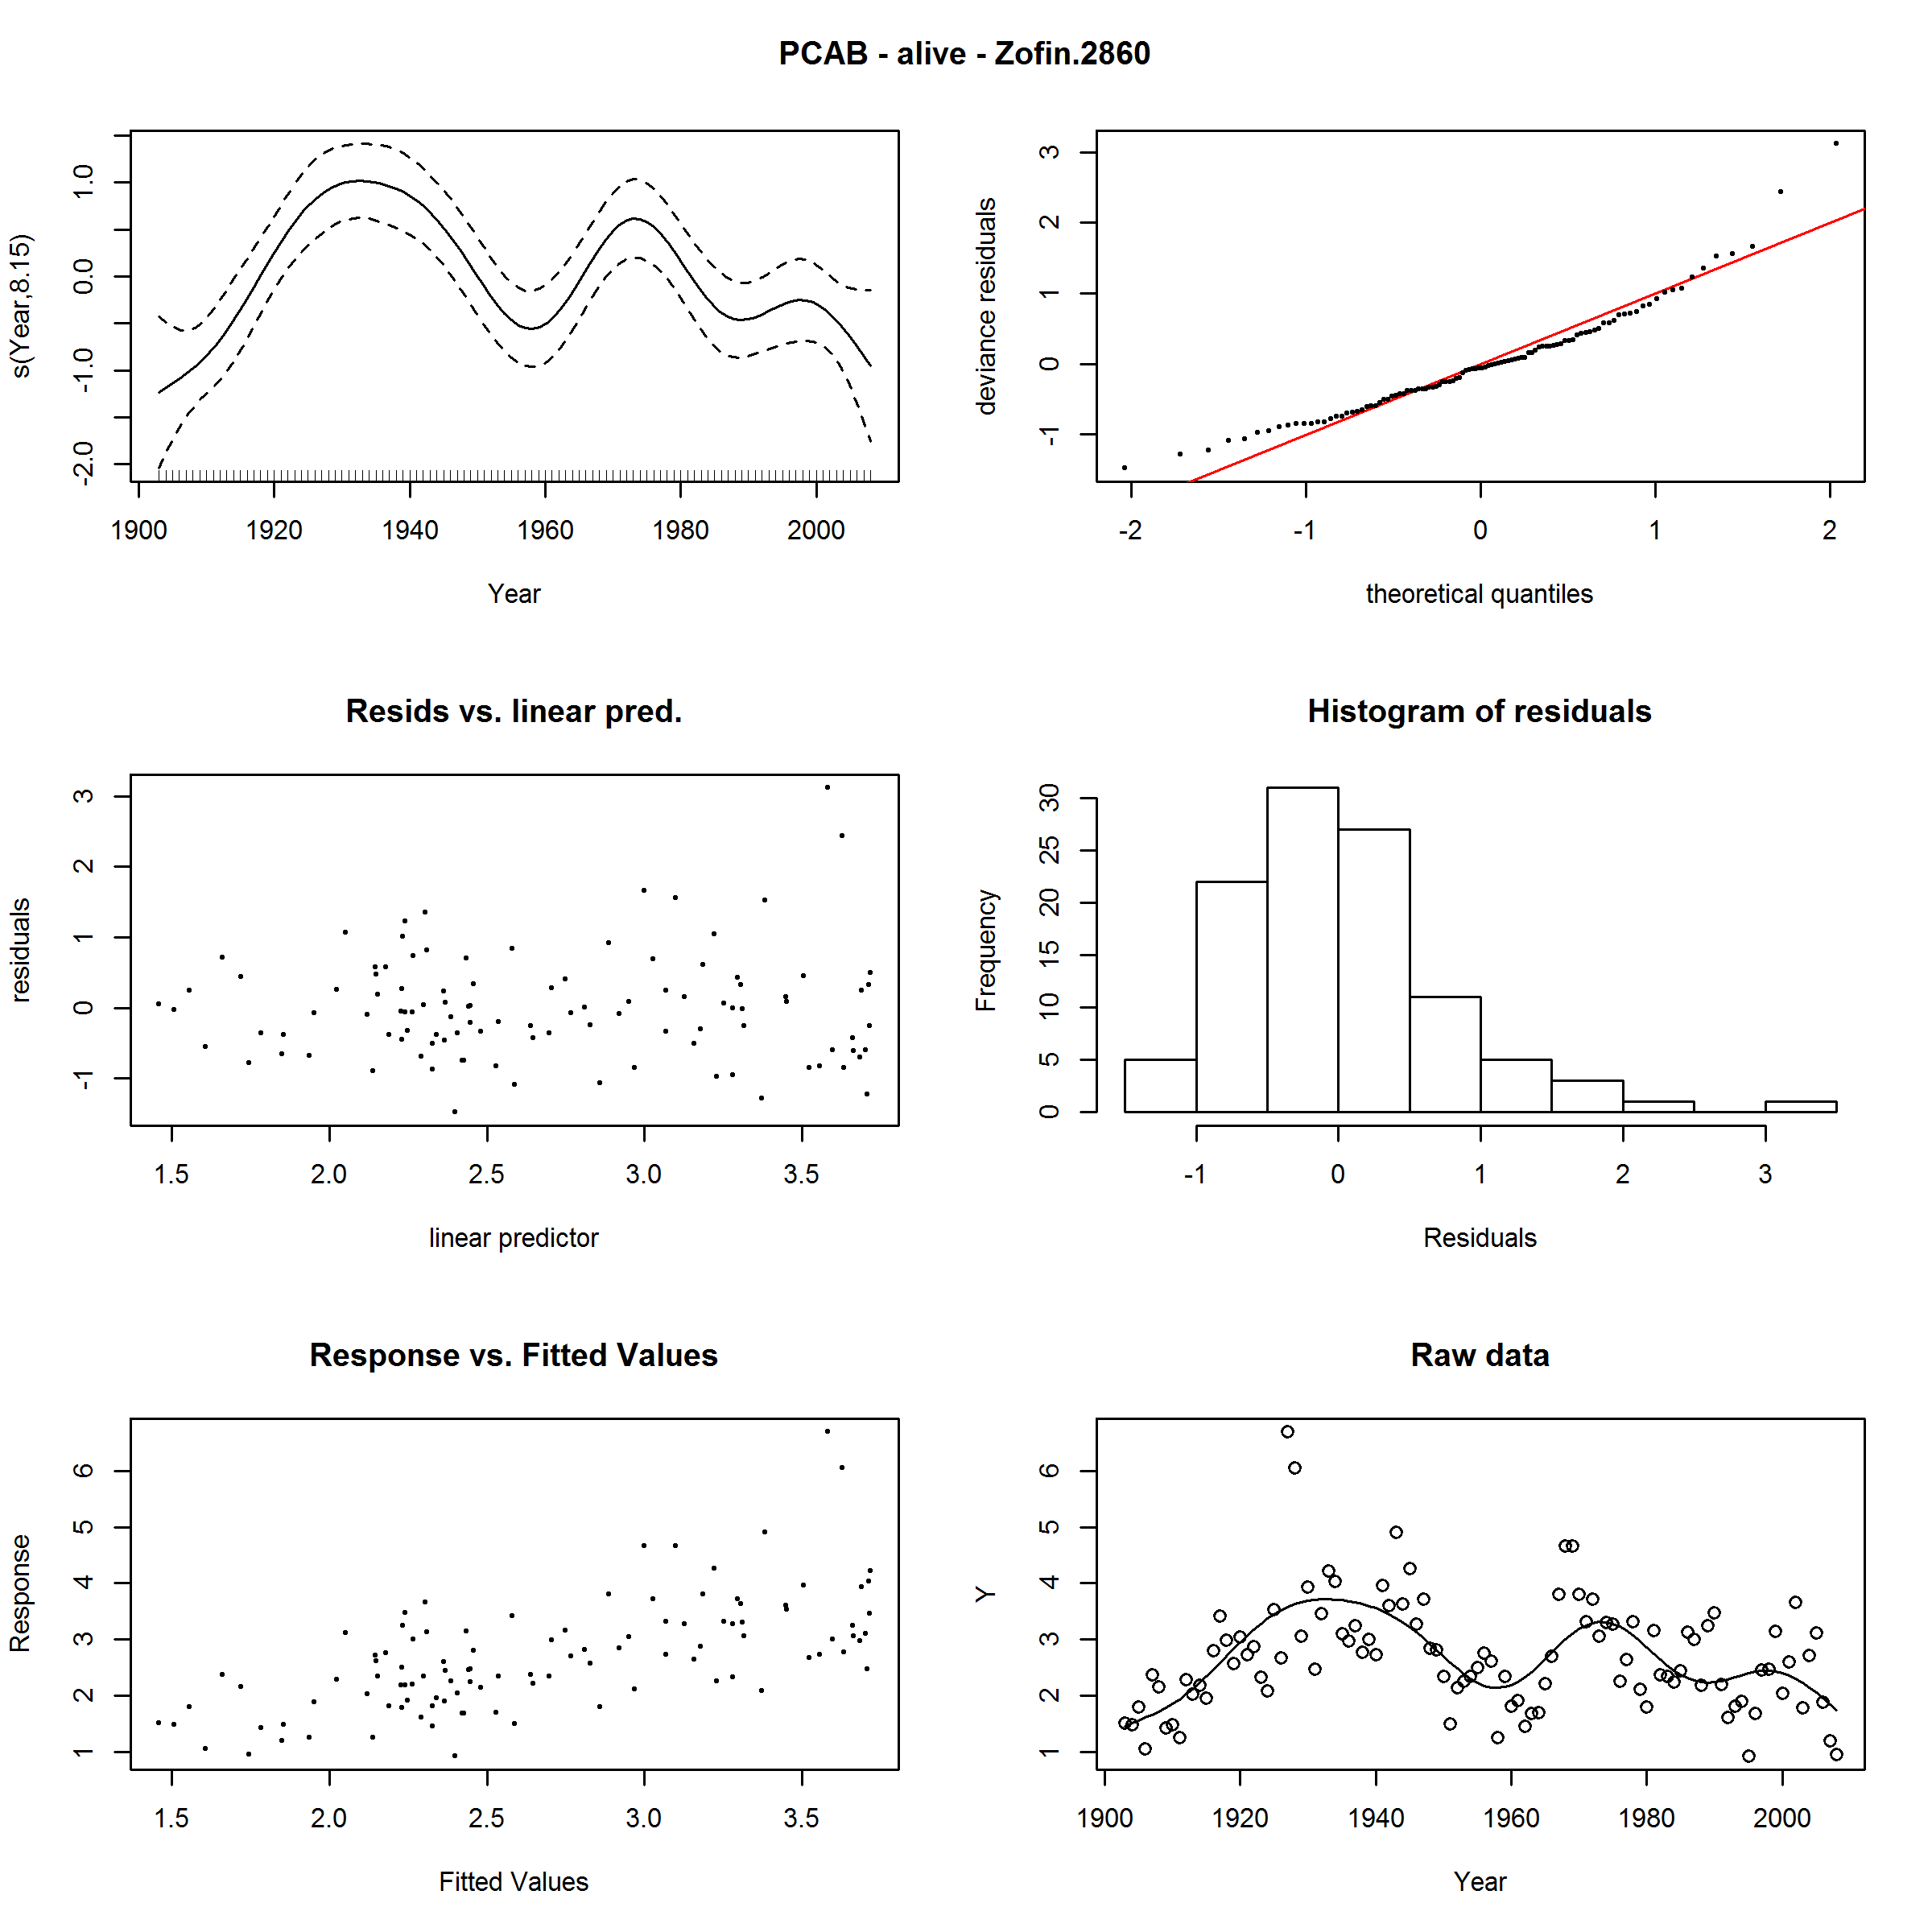 PCAB - alive - Zofin.2860
s(Year,8.15)
-2.0 -1.0 0.0 1.0
1900 1920 1940 1960 1980 2000
Year
deviance residuals
-1 0 1 2 3
-2 -1 0 1 2
theoretical quantiles
Resids vs. linear pred.
residuals
-1 0 1 2 3
1.5 2.0 2.5 3.0 3.5
linear predictor
Histogram of residuals
Frequency
0 5 10 15 20 25 30
-1 0 1 2 3
Residuals
Response vs. Fitted Values
Response
1 2 3 4 5 6
1.5 2.0 2.5 3.0 3.5
Fitted Values
Raw data
Y
1 2 3 4 5 6
1900 1920 1940 1960 1980 2000
Year